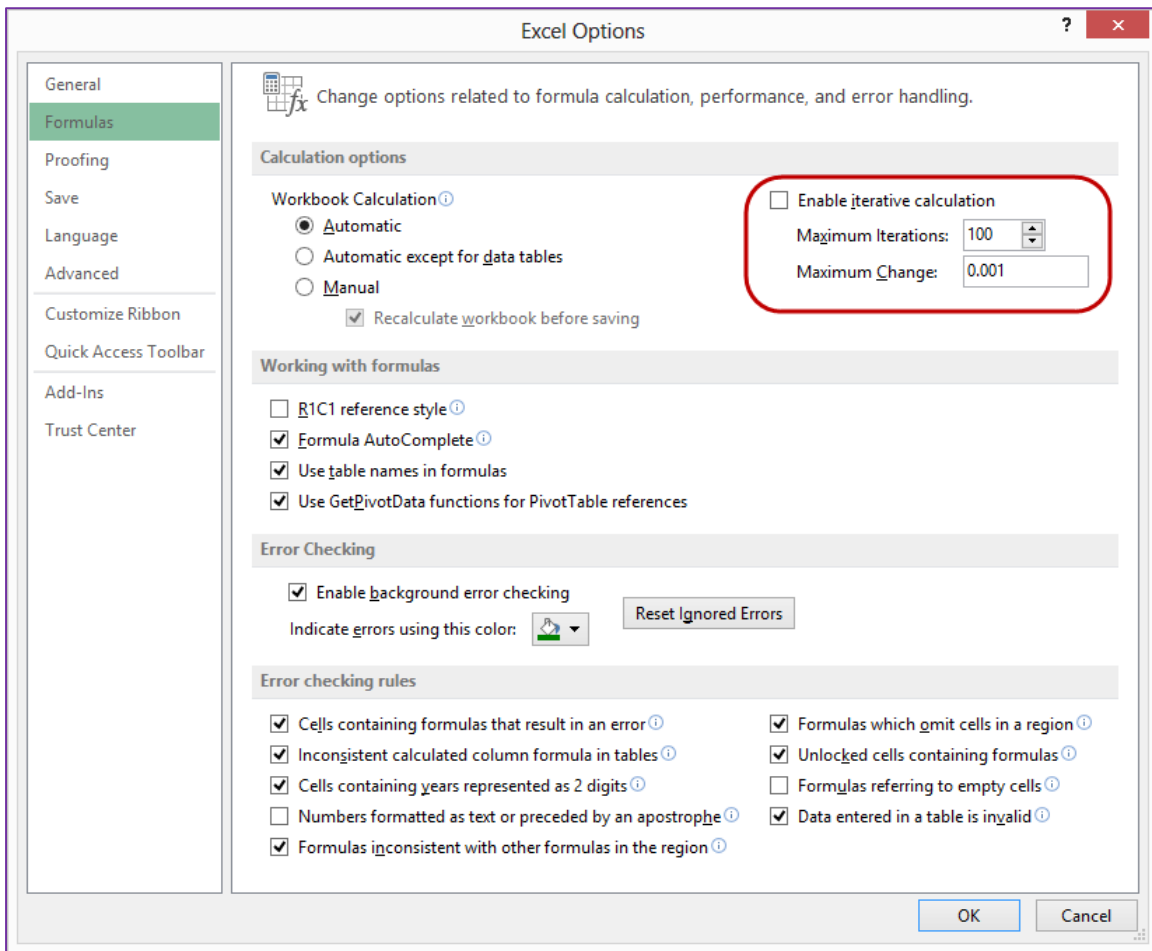 Excel Options
?
×
General
Formulas
Proofing
Save
Language
Advanced
Customize Ribbon
Quick Access Toolbar
Add-Ins
Trust Center
fx
Change options related to formula calculation, performance, and error handling.
Calculation options
Workbook Calculation
Automatic
Automatic except for data tables
Manual
Recalculate workbook before saving
Enable iterative calculation
Maximum Iterations: 100
Maximum Change: 0.001
Working with formulas
R1C1 reference style
Formula AutoComplete
Use table names in formulas
Use GetPivotData functions for PivotTable references
Error Checking
Enable background error checking
Indicate errors using this color:
Reset Ignored Errors
Error checking rules
Cells containing formulas that result in an error
Inconsistent calculated column formula in tables
Cells containing years represented as 2 digits
Numbers formatted as text or preceded by an apostrophe
Formulas inconsistent with other formulas in the region
Formulas which omit cells in a region
Unlocked cells containing formulas
Formulas referring to empty cells
Data entered in a table is invalid
OK
Cancel